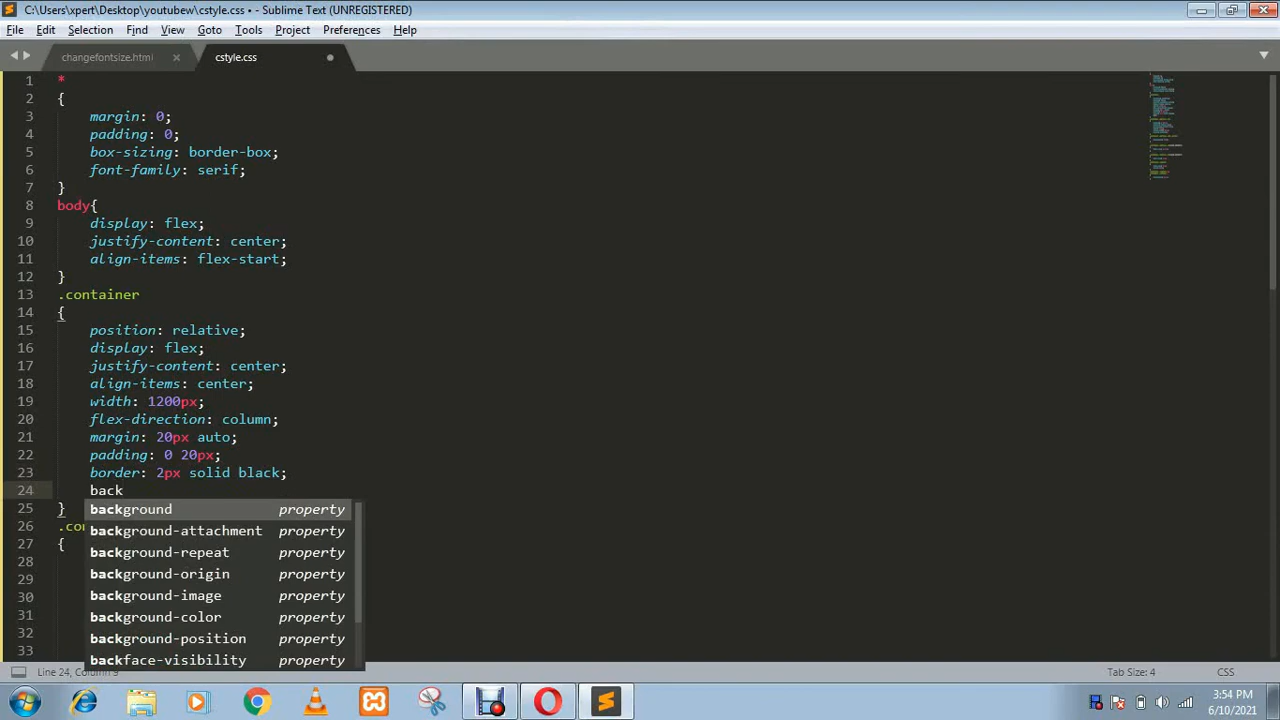 C:\Users\xpert\Desktop\youtubew\cstyle.css • - Sublime Text (UNREGISTERED)
File Edit Selection Find View Goto Tools Project Preferences Help
changefontsize.html cstyle.css
1 *
2 {
3 margin: 0;
4 padding: 0;
5 box-sizing: border-box;
6 font-family: serif;
7 }
8 body{
9 display: flex;
10 justify-content: center;
11 align-items: flex-start;
12 }
13 .container
14 {
15 position: relative;
16 display: flex;
17 justify-content: center;
18 align-items: center;
19 width: 1200px;
20 flex-direction: column;
21 margin: 20px auto;
22 padding: 0 20px;
23 border: 2px solid black;
24 back
25 } background property
background-attachment property
26 .con
27 {
background-repeat property
28
background-origin property
29
background-image property
30
background-color property
31
background-position property
32
backface-visibility property
33
Line 24, Column 9
Tab Size: 4 CSS
3:54 PM
6/10/2021